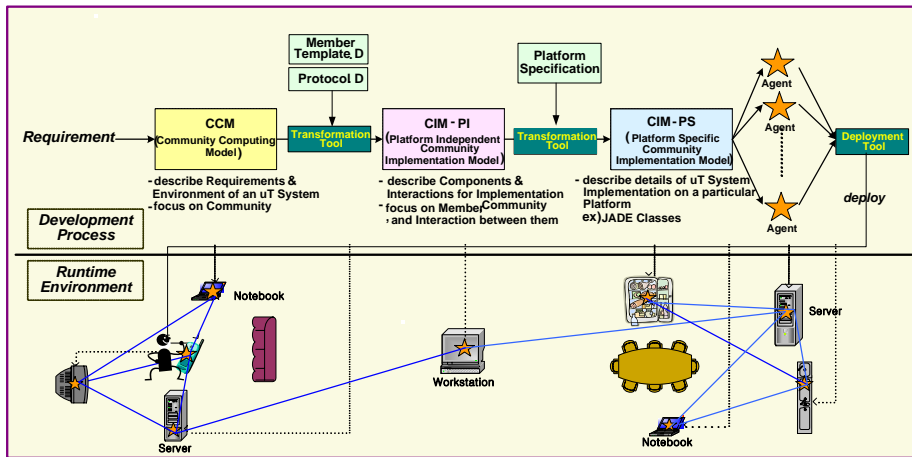 Member
Template.D
Protocol.D
Platform
Specification
Requirement
CCM
(Community Computing
Model)
Transformation
Tool
CIM-PI
(Platform Independent
Community
Implementation Model)
Transformation
Tool
CIM-PS
( Platform Specific
Community
Implementation Model)
Agent
Agent
Agent
Deployment
Tool
deploy
- describe Requirements &
Environment of an uT System
- focus on Community
- describe Components &
Interactions for Implementation
- focus on Member, Community
, and Interaction between them
- describe details of uT System
Implementation on a particular
Platform
ex) JADE Classes
Development
Process
Runtime
Environment
Notebook
Server
Workstation
Server
Notebook